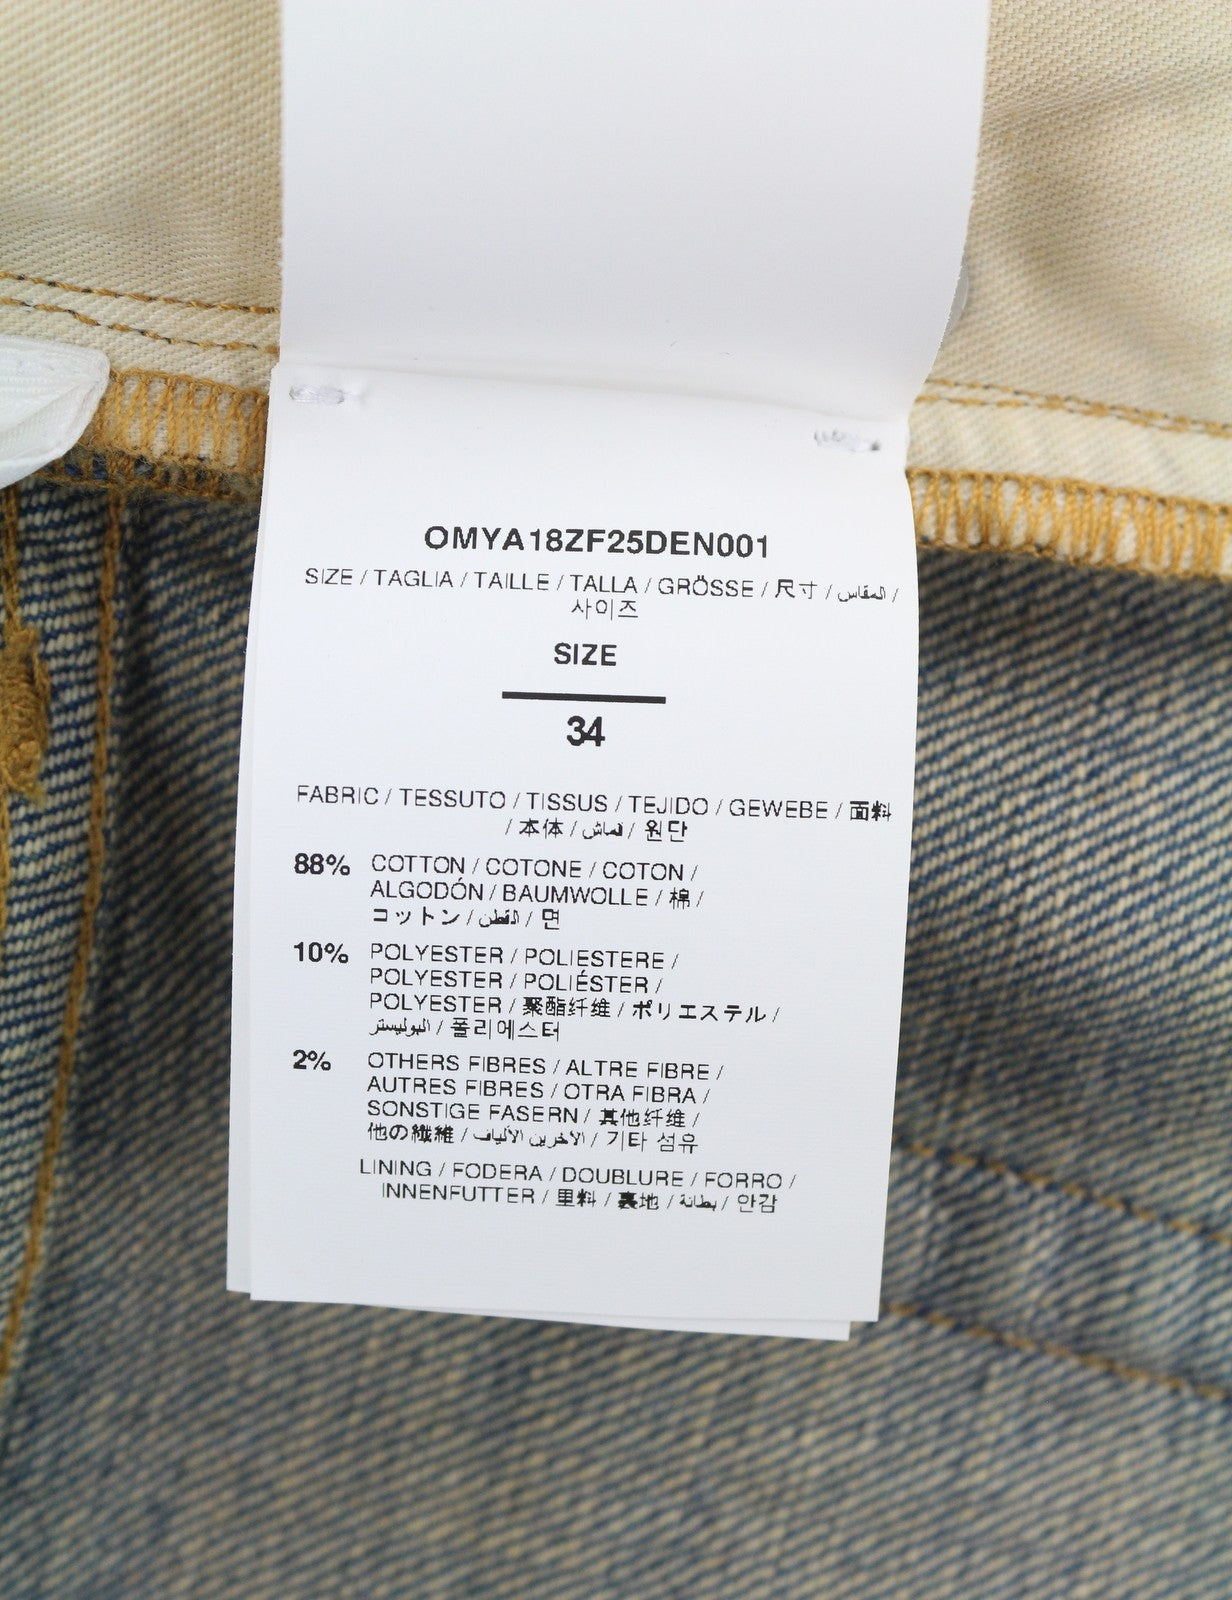 OMYA18ZF25DEN001
SIZE / TAGLIA / TAILLE / TALLA / GRÖSSE / 尺寸 / المقاس /
사이즈
SIZE
34
FABRIC / TESSUTO / TISSUS / TEJIDO / GEWEBE / 面料
/ 本体 / قماش / 원단
88% COTTON / COTONE / COTON /
ALGODÓN / BAUMWOLLE / 棉 /
コットン / القطن / 면
10% POLYESTER / POLIESTERE /
POLYESTER / POLIÉSTER /
POLYESTER / 聚酯纤维 / ポリエステル /
البوليستر / 폴리에스터
2% OTHERS FIBRES / ALTRE FIBRE /
AUTRES FIBRES / OTRA FIBRA /
SONSTIGE FASERN / 其他纤维 /
他の繊維 / الآخرين الألياف / 기타 섬유
LINING / FODERA / DOUBLURE / FORRO /
INNENFUTTER / 里料 / 裏地 / بطانة / 안감